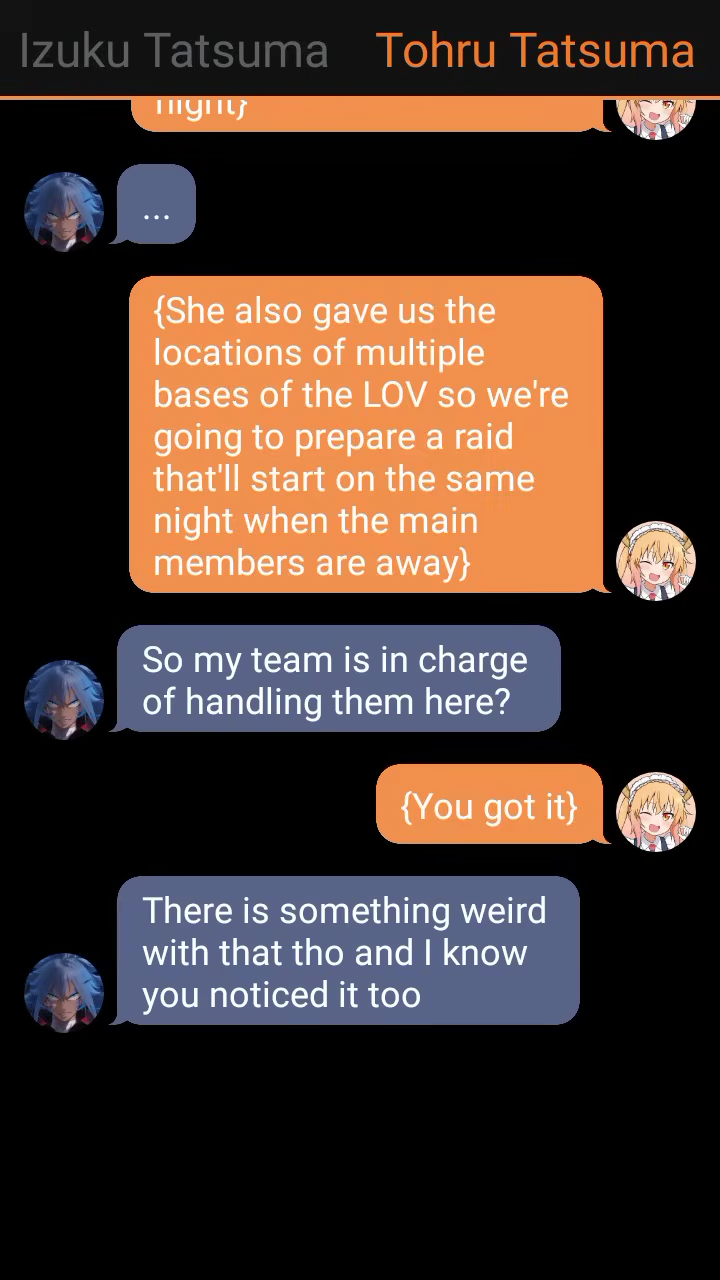 Izuku Tatsuma Tohru Tatsuma
night}
...
{She also gave us the
locations of multiple
bases of the LOV so we're
going to prepare a raid
that'll start on the same
night when the main
members are away}
So my team is in charge
of handling them here?
{You got it}
There is something weird
with that tho and I know
you noticed it too